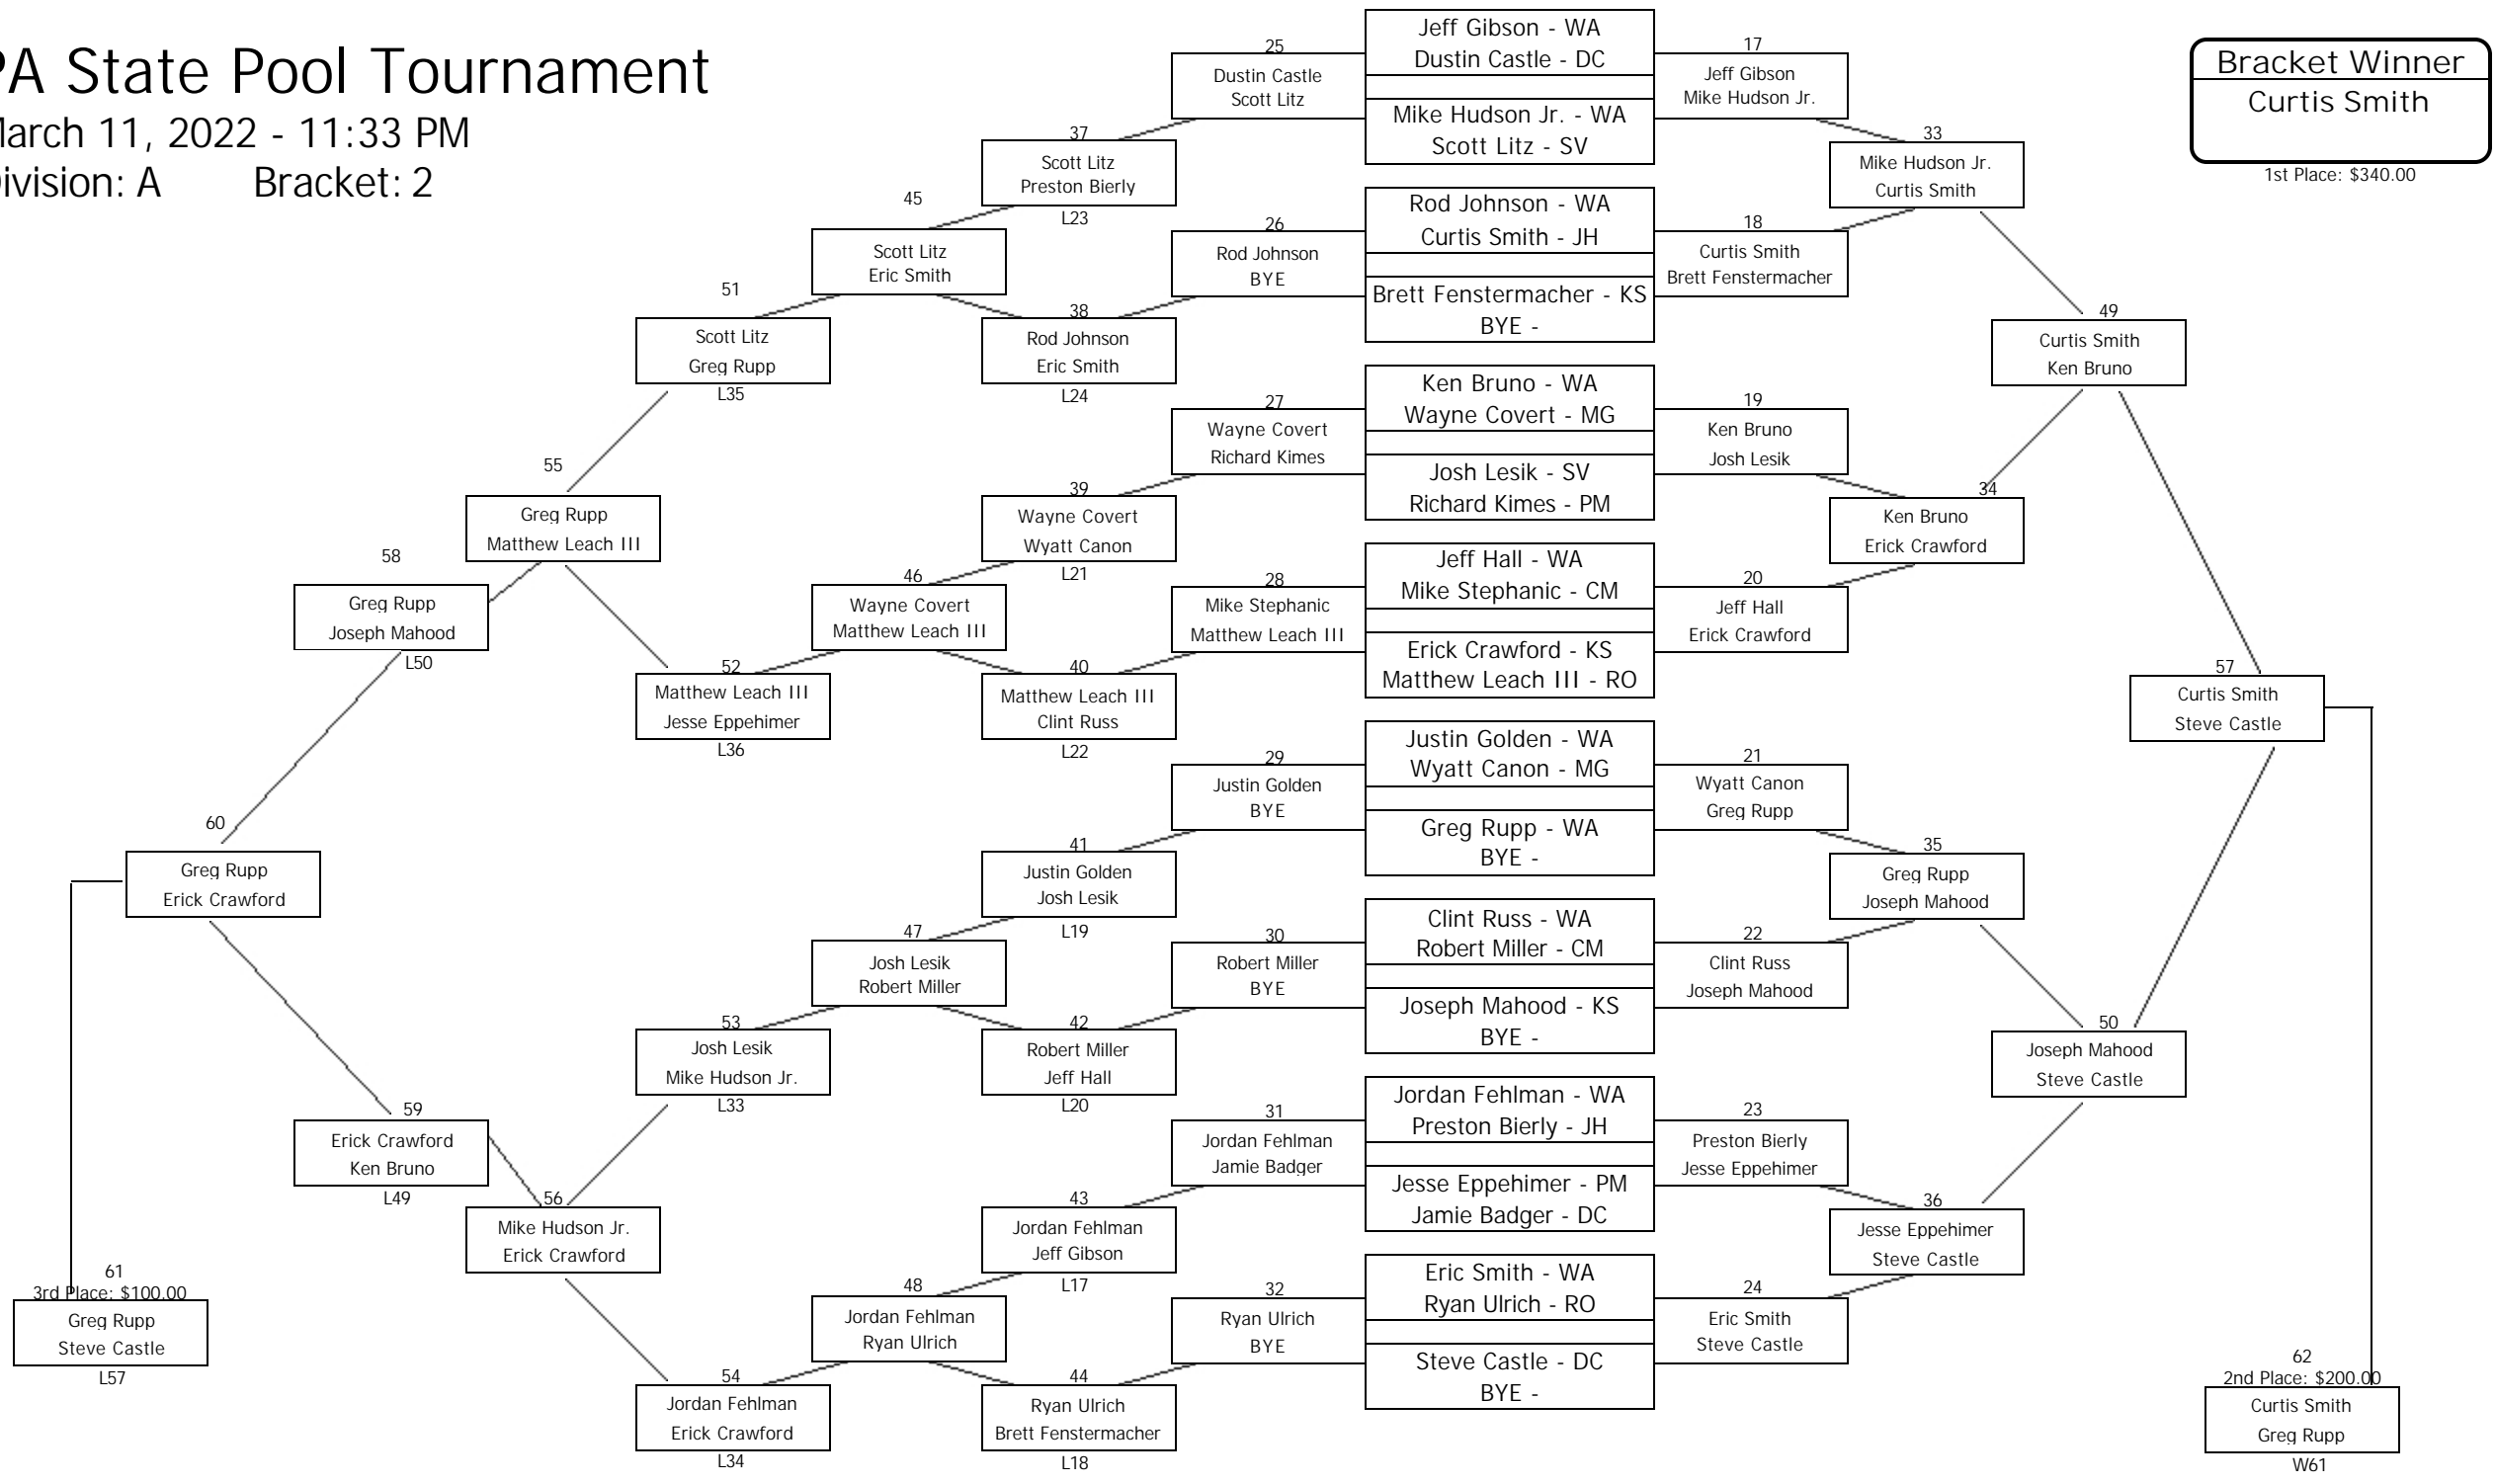 PA State Pool Tournament
March 11, 2022 - 11:33 PM
Division: A Bracket: 2
Bracket Winner
Curtis Smith
1st Place: $340.00
Jeff Gibson - WA
Dustin Castle - DC
Mike Hudson Jr. - WA
Scott Litz - SV
Rod Johnson - WA
Curtis Smith - JH
Brett Fenstermacher - KS
BYE -
Ken Bruno - WA
Wayne Covert - MG
Josh Lesik - SV
Richard Kimes - PM
Jeff Hall - WA
Mike Stephanic - CM
Erick Crawford - KS
Matthew Leach III - RO
Justin Golden - WA
Wyatt Canon - MG
Greg Rupp - WA
BYE -
Clint Russ - WA
Robert Miller - CM
Joseph Mahood - KS
BYE -
Jordan Fehlman - WA
Preston Bierly - JH
Jesse Eppehimer - PM
Jamie Badger - DC
Eric Smith - WA
Ryan Ulrich - RO
Steve Castle - DC
BYE -
17
Jeff Gibson
Mike Hudson Jr.
18
Curtis Smith
Brett Fenstermacher
19
Ken Bruno
Josh Lesik
20
Jeff Hall
Erick Crawford
21
Wyatt Canon
Greg Rupp
22
Clint Russ
Joseph Mahood
23
Preston Bierly
Jesse Eppehimer
24
Eric Smith
Steve Castle
25
Dustin Castle
Scott Litz
26
Rod Johnson
BYE
27
Wayne Covert
Richard Kimes
28
Mike Stephanic
Matthew Leach III
29
Justin Golden
BYE
30
Robert Miller
BYE
31
Jordan Fehlman
Jamie Badger
32
Ryan Ulrich
BYE
33
Mike Hudson Jr.
Curtis Smith
34
Ken Bruno
Erick Crawford
35
Greg Rupp
Joseph Mahood
36
Jesse Eppehimer
Steve Castle
37
Scott Litz
Preston Bierly
L23
38
Rod Johnson
Eric Smith
L24
39
Wayne Covert
Wyatt Canon
L21
40
Matthew Leach III
Clint Russ
L22
41
Justin Golden
Josh Lesik
L19
42
Robert Miller
Jeff Hall
L20
43
Jordan Fehlman
Jeff Gibson
L17
44
Ryan Ulrich
Brett Fenstermacher
L18
45
Scott Litz
Eric Smith
46
Wayne Covert
Matthew Leach III
47
Josh Lesik
Robert Miller
48
Jordan Fehlman
Ryan Ulrich
49
Curtis Smith
Ken Bruno
50
Joseph Mahood
Steve Castle
51
Scott Litz
Greg Rupp
L35
52
Matthew Leach III
Jesse Eppehimer
L36
53
Josh Lesik
Mike Hudson Jr.
L33
54
Jordan Fehlman
Erick Crawford
L34
55
Greg Rupp
Matthew Leach III
56
Mike Hudson Jr.
Erick Crawford
57
Curtis Smith
Steve Castle
58
Greg Rupp
Joseph Mahood
L50
59
Erick Crawford
Ken Bruno
L49
60
Greg Rupp
Erick Crawford
61
3rd Place: $100.00
Greg Rupp
Steve Castle
L57
62
2nd Place: $200.00
Curtis Smith
Greg Rupp
W61